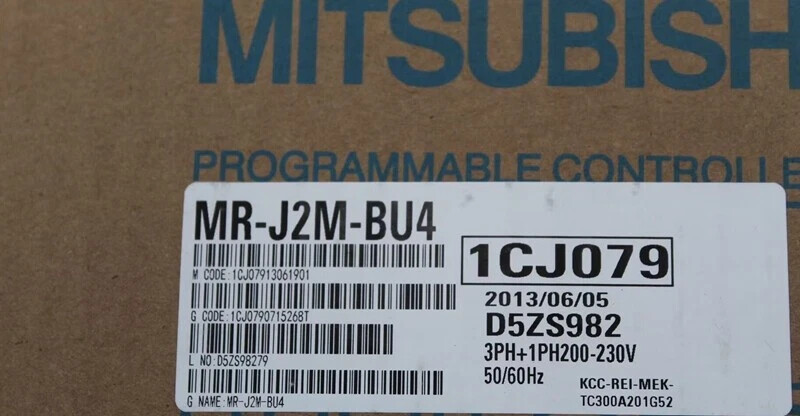 MITSUBISH
PROGRAMMABLE CONTROLLE
MR-J2M-BU4
1CJ079
M CODE:1CJ07913061901
2013/06/05
G CODE:1CJ0790715268T
D5ZS982
3PH+1PH200-230V
L NO:D5ZS98279
50/60Hz
KCC-REI-MEK-
TC300A201G52
G NAME:MR-J2M-BU4